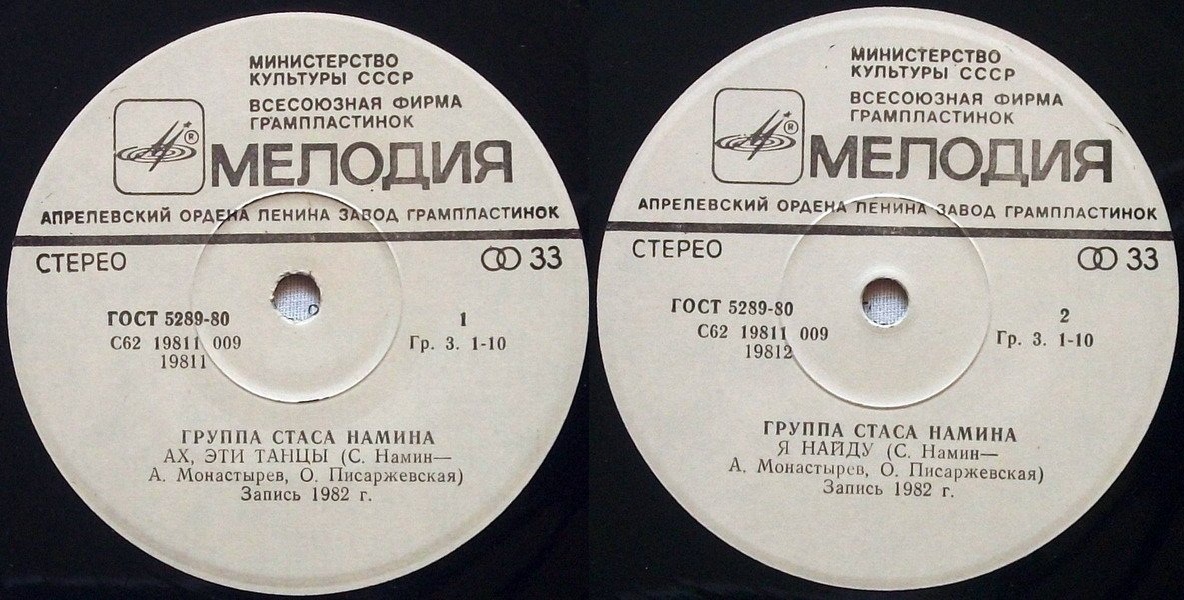 МИНИСТЕРСТВО
КУЛЬТУРЫ СССР
ВСЕСОЮЗНАЯ ФИРМА
ГРАМПЛАСТИНОК
®
МЕЛОДИЯ
АПРЕЛЕВСКИЙ ОРДЕНА ЛЕНИНА ЗАВОД ГРАМПЛАСТИНОК
СТЕРЕО
33
ГОСТ 5289-80
1
С62 19811 009
Гр. 3. 1-10
19811
ГРУППА СТАСА НАМИНА
АХ, ЭТИ ТАНЦЫ (С. Намин—
А. Монастырев, О. Писаржевская)
Запись 1982 г.
МИНИСТЕРСТВО
КУЛЬТУРЫ СССР
ВСЕСОЮЗНАЯ ФИРМА
ГРАМПЛАСТИНОК
®
МЕЛОДИЯ
АПРЕЛЕВСКИЙ ОРДЕНА ЛЕНИНА ЗАВОД ГРАМПЛАСТИНОК
СТЕРЕО
33
ГОСТ 5289-80
2
С62 19811 009
Гр. 3. 1-10
19812
ГРУППА СТАСА НАМИНА
Я НАЙДУ (С. Намин—
А. Монастырев, О. Писаржевская)
Запись 1982 г.